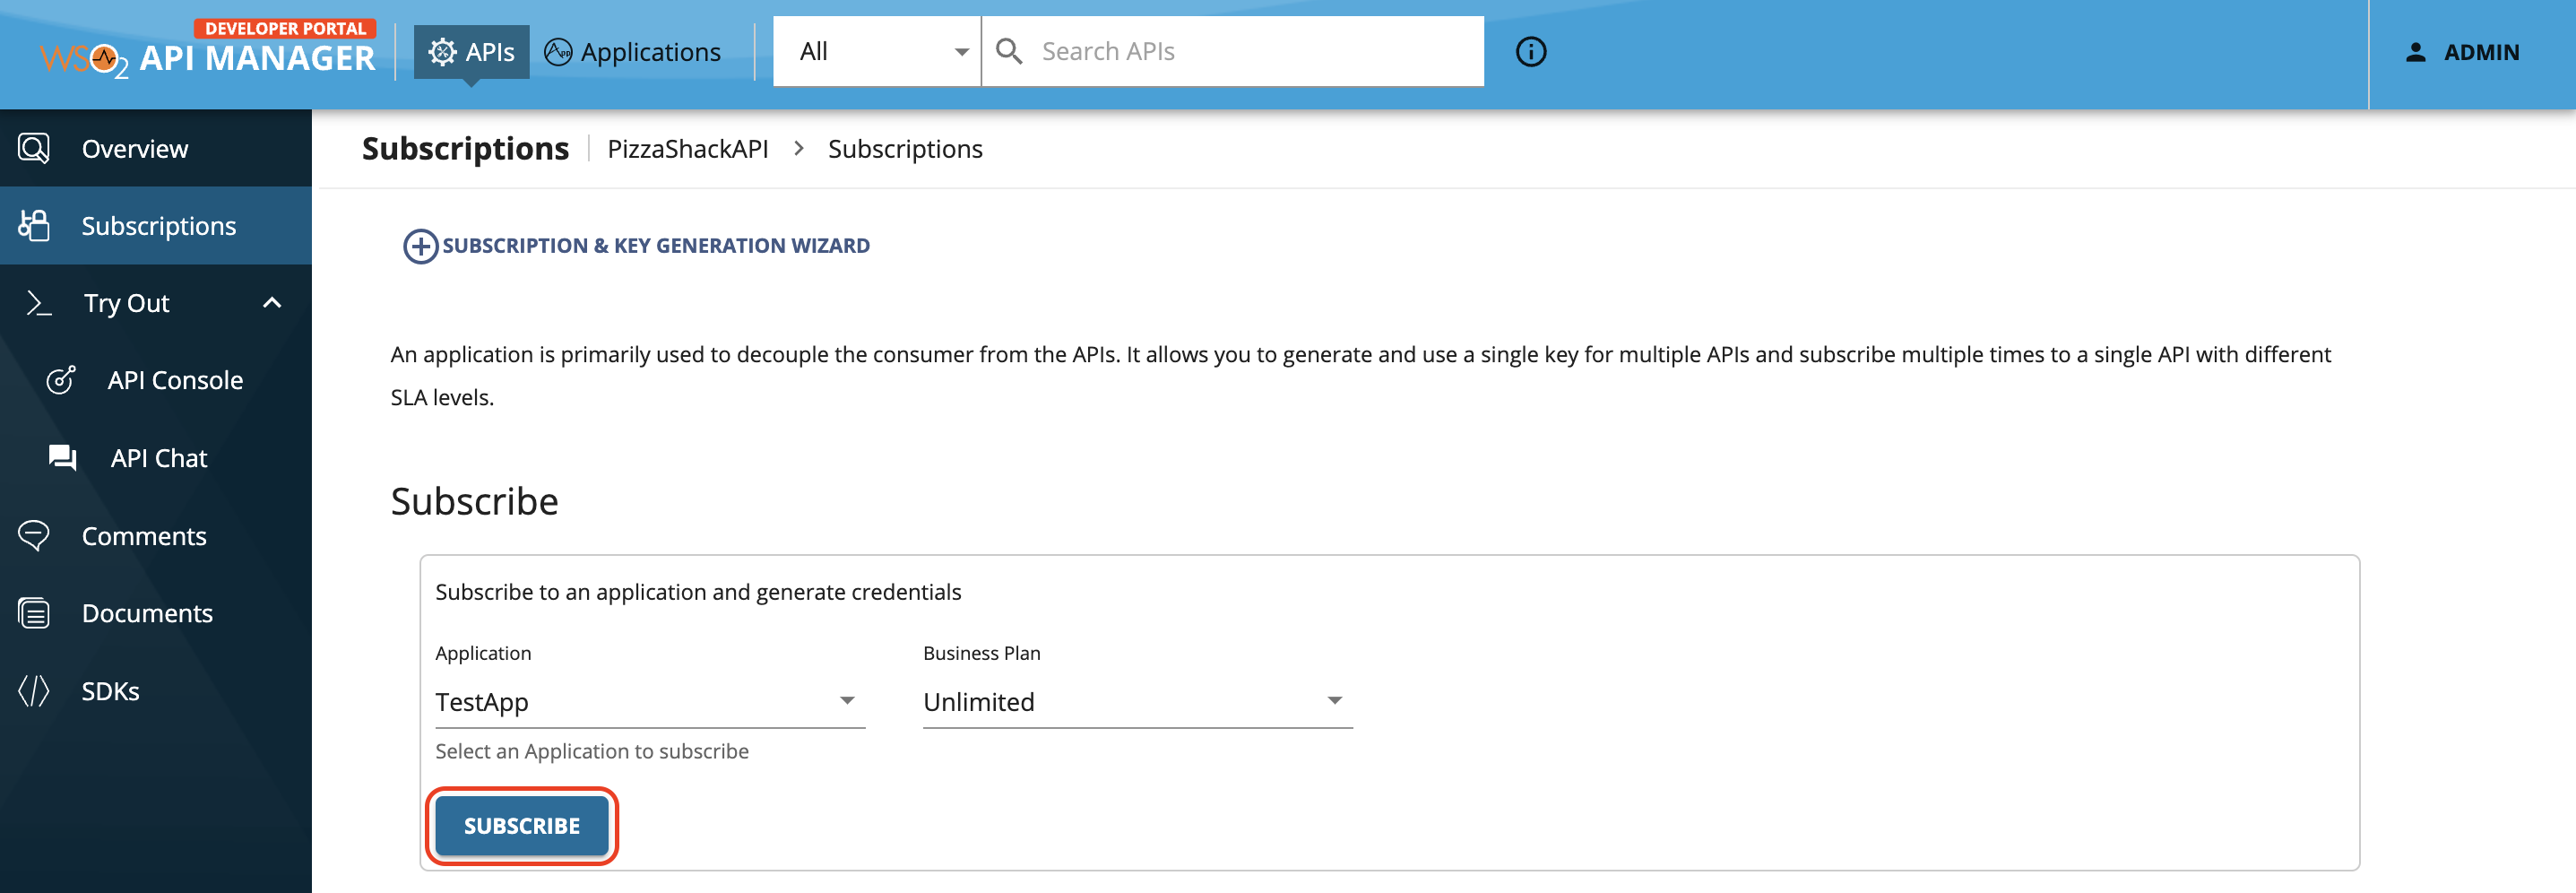 DEVELOPER PORTAL
WSO2 API MANAGER
APIs
APP Applications
All
Search APIs
ADMIN
Overview
Subscriptions
Try Out
API Console
API Chat
Comments
Documents
SDKs
Subscriptions PizzaShackAPI > Subscriptions
SUBSCRIPTION & KEY GENERATION WIZARD
An application is primarily used to decouple the consumer from the APIs. It allows you to generate and use a single key for multiple APIs and subscribe multiple times to a single API with different
SLA levels.
Subscribe
Subscribe to an application and generate credentials
Application
Business Plan
TestApp
Unlimited
Select an Application to subscribe
SUBSCRIBE